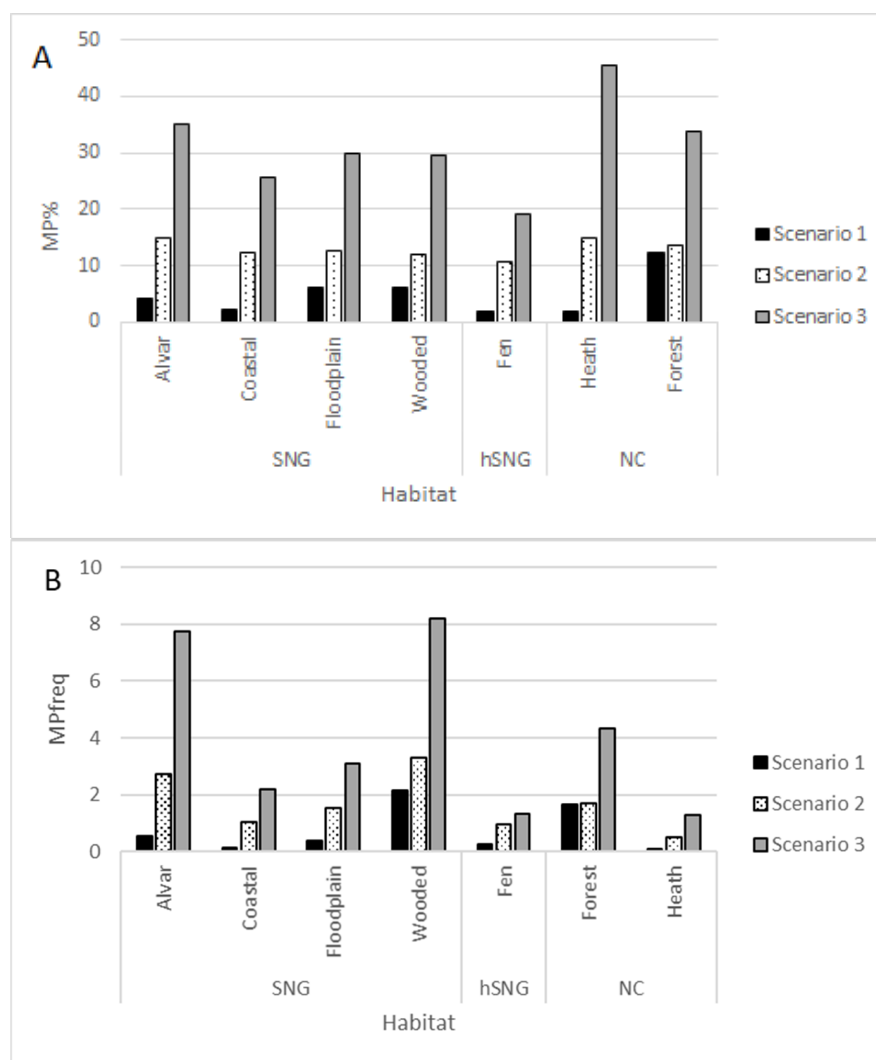 A
50
40
30
20
10
0
MP%
Alvar
Coastal
Floodplain
Wooded
Fen
Heath
Forest
SNG
hSNG
NC
Habitat
Scenario 1
Scenario 2
Scenario 3
B
10
8
6
4
2
0
MPfreq
Alvar
Coastal
Floodplain
Wooded
Fen
Forest
Heath
SNG
hSNG
NC
Habitat
Scenario 1
Scenario 2
Scenario 3